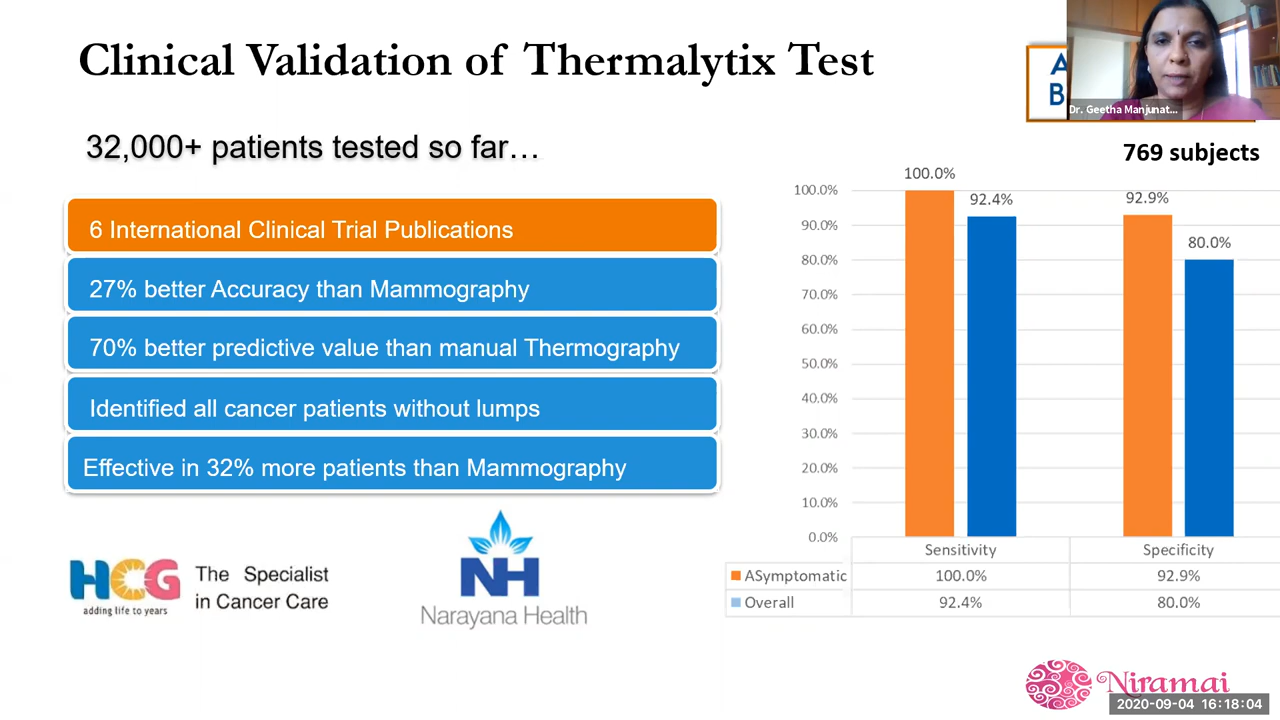 Clinical Validation of Thermalytix Test
A
B
Dr. Geetha Manjunat...
32,000+ patients tested so far…
769 subjects
6 International Clinical Trial Publications
27% better Accuracy than Mammography
70% better predictive value than manual Thermography
Identified all cancer patients without lumps
Effective in 32% more patients than Mammography
HCG
adding life to years
The Specialist
in Cancer Care
NH
Narayana Health
100.0%
92.4%
92.9%
80.0%
100.0%
90.0%
80.0%
70.0%
60.0%
50.0%
40.0%
30.0%
20.0%
10.0%
0.0%
Sensitivity Specificity
ASymptomatic 100.0% 92.9%
Overall 92.4% 80.0%
Niramai
2020-09-04 16:18:04